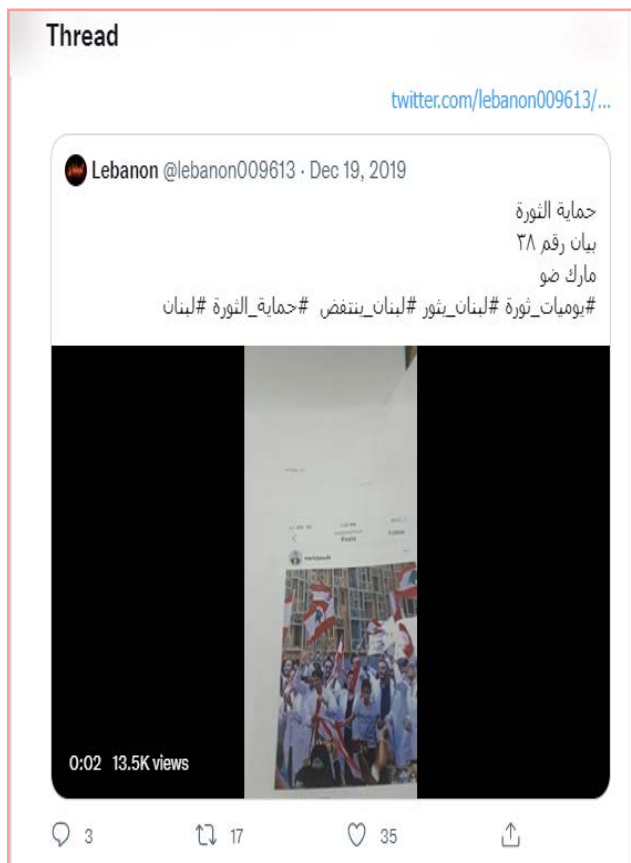 Thread
twitter.com/lebanon009613/...
Lebanon @lebanon009613 · Dec 19, 2019
حماية الثورة
بيان رقم ٣٨
مارك ضو
#يوميات_ثورة #لبنان_يثور #لبنان_ينتفض #حماية_الثورة #لبنان
0:02 13.5K views
3 17 35